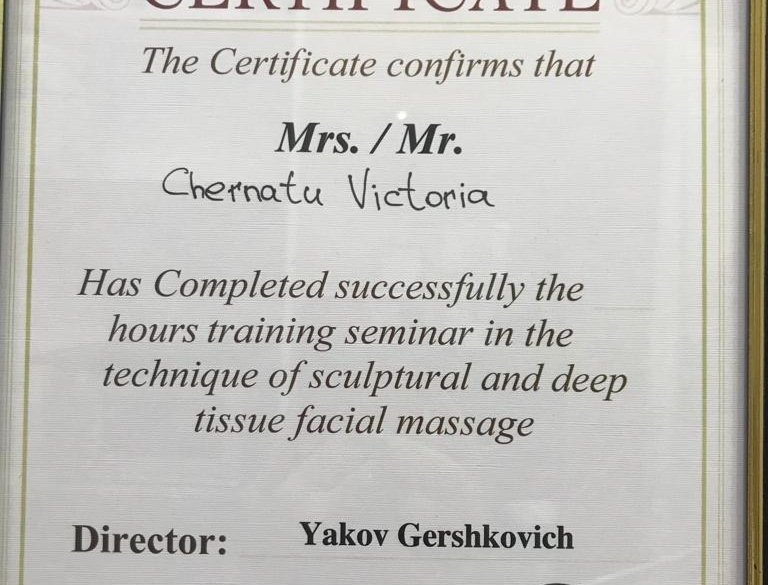 CERTIFICATE
The Certificate confirms that
Mrs. / Mr.
Chernatu Victoria
Has Completed successfully the
hours training seminar in the
technique of sculptural and deep
tissue facial massage
Director: Yakov Gershkovich